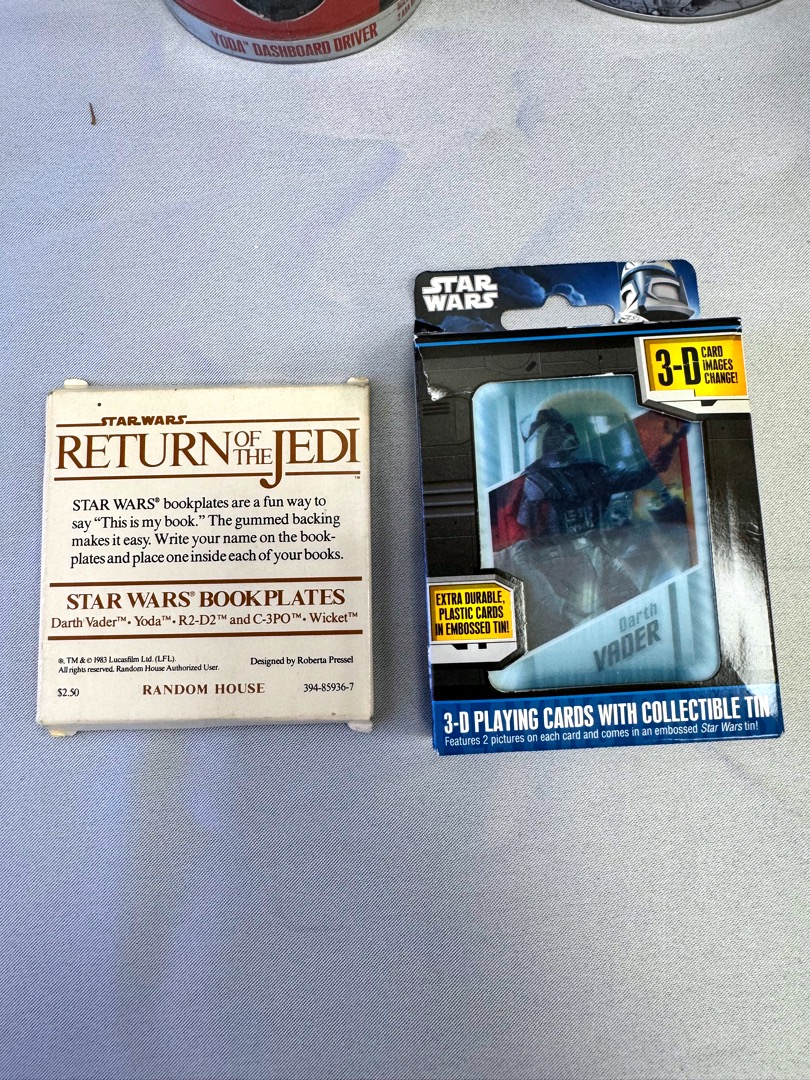 YODA™ DASHBOARD DRIVER
STAR WARS
RETURN OF THE JEDI™
STAR WARS® bookplates are a fun way to
say “This is my book.” The gummed backing
makes it easy. Write your name on the book-
plates and place one inside each of your books.
STAR WARS® BOOKPLATES
Darth Vader™ • Yoda™ • R2-D2™ and C-3PO™ • Wicket™
®, TM & © 1983 Lucasfilm Ltd. (LFL).
All rights reserved. Random House Authorized User.
Designed by Roberta Pressel
$2.50
RANDOM HOUSE
394-85936-7
STAR
WARS
3-D CARD
IMAGES
CHANGE!
EXTRA DURABLE,
PLASTIC CARDS
IN EMBOSSED TIN!
Darth
VADER
3-D PLAYING CARDS WITH COLLECTIBLE TIN
Features 2 pictures on each card and comes in an embossed Star Wars tin!